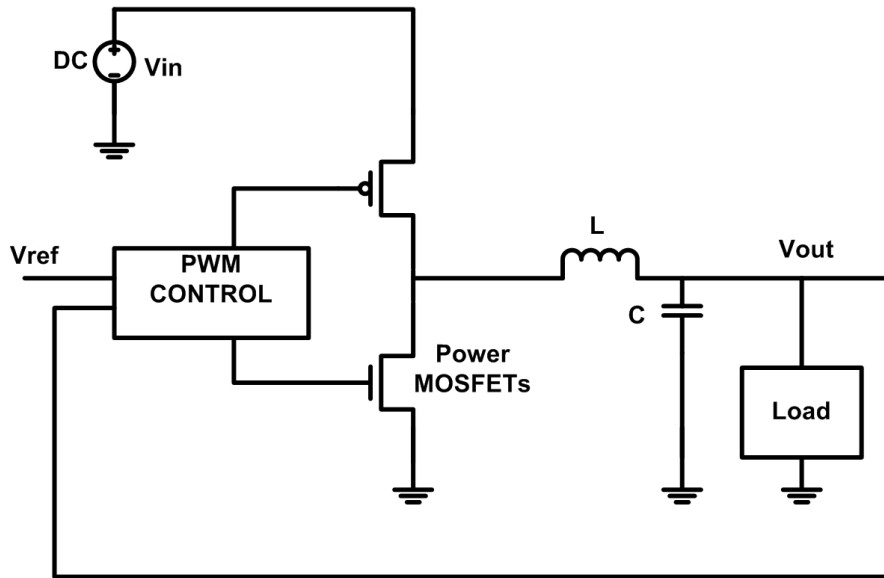 DC
Vin
Vref
PWM
CONTROL
Power
MOSFETs
L
C
Vout
Load